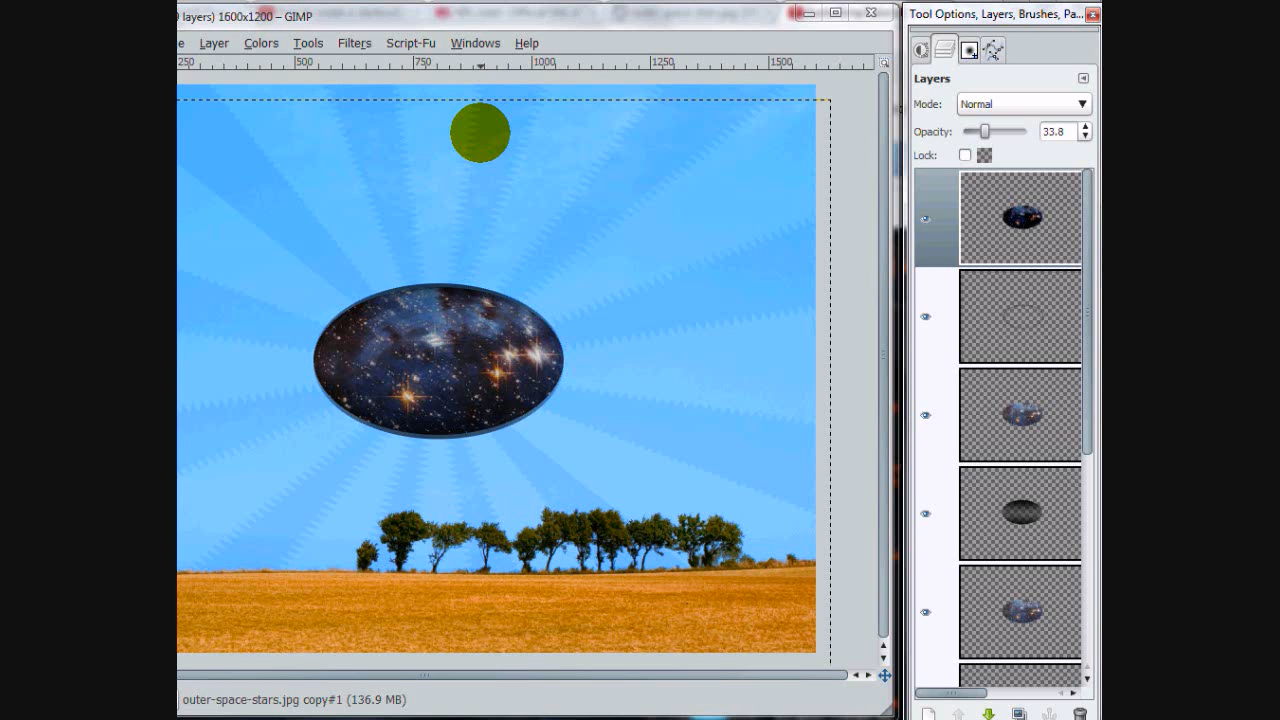 layers) 1600x1200 – GIMP
Tool Options, Layers, Brushes, Pa...
e Layer Colors Tools Filters Script-Fu Windows Help
250 500 750 1000 1250 1500
Layers
Mode: Normal
Opacity: 33.8
Lock:
outer-space-stars.jpg copy#1 (136.9 MB)